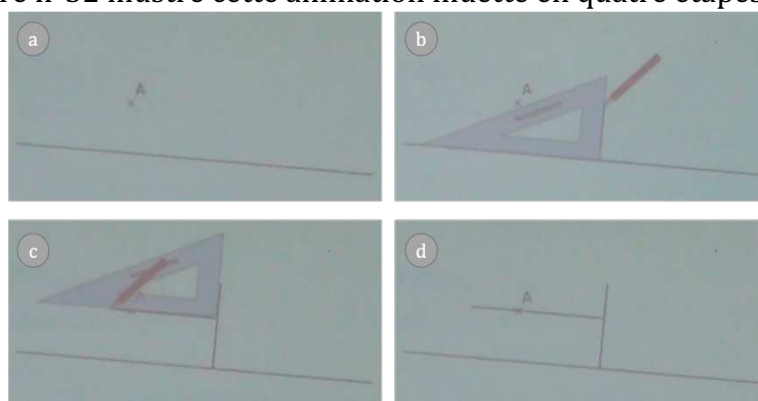 re n°32 illustre cette animation muette en quatre étapes
a
A
b
A
c
d
A